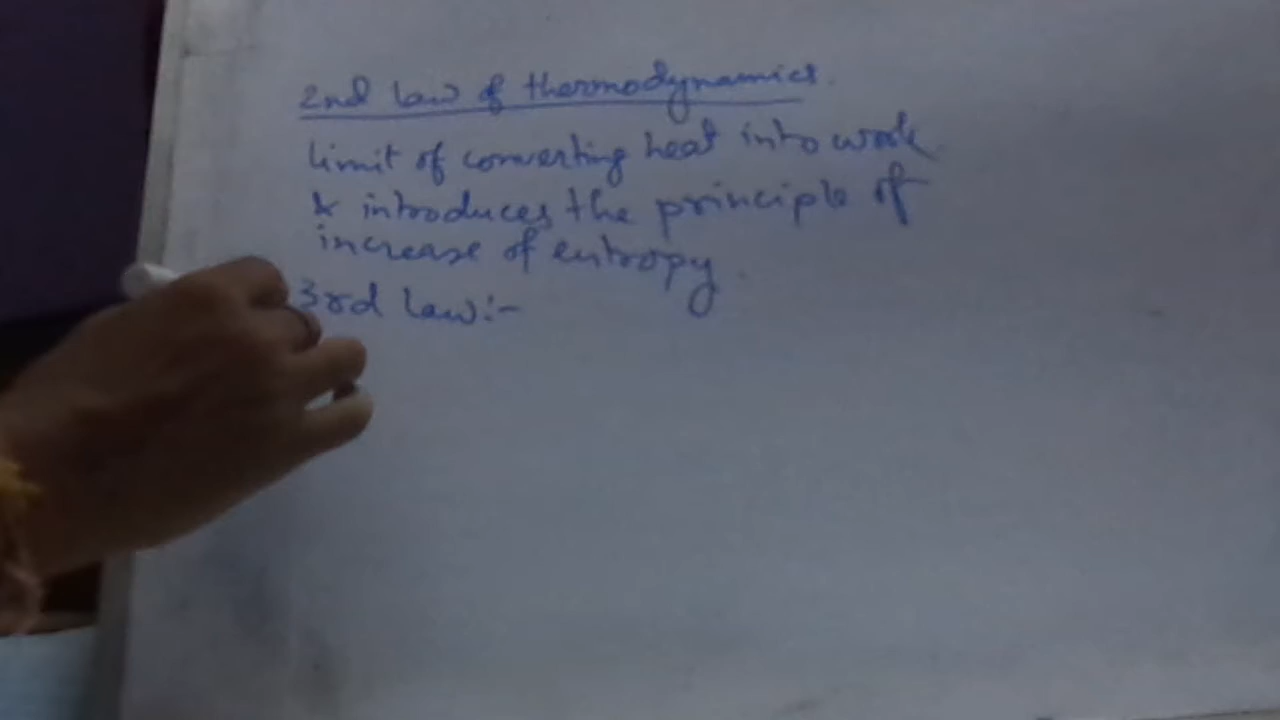 2nd law of thermodynamics.
limit of converting heat into work
& introduces the principle of
increase of entropy.
3rd law:-